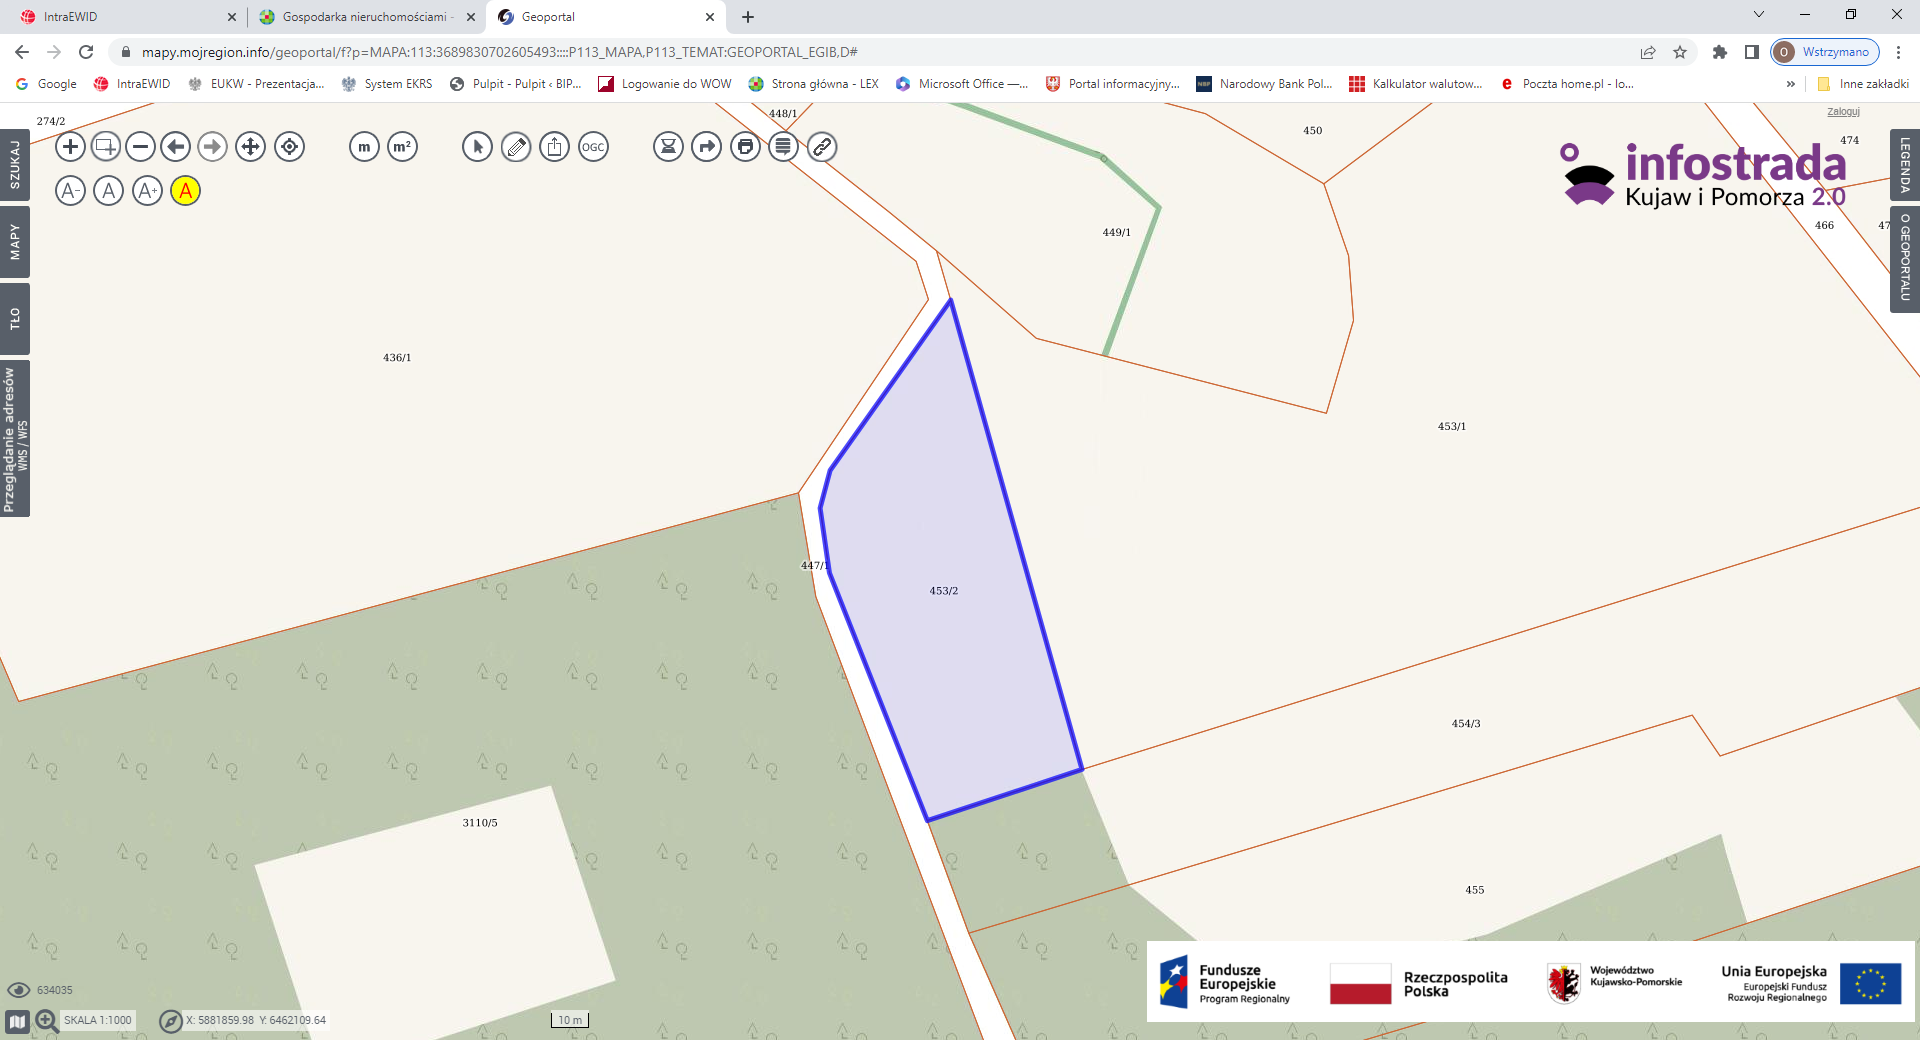 IntraEWID
Gospodarka nieruchomościami -
Geoportal
mapy.mojregion.info/geoportal/f?p=MAPA:113:3689830702605493::::P113_MAPA,P113_TEMAT:GEOPORTAL_EGIB,D#
O Wstrzymano
Google
IntraEWID
EUKW - Prezentacja...
System EKRS
Pulpit - Pulpit ‹ BIP...
Logowanie do WOW
Strona główna - LEX
Microsoft Office —...
Portal informacyjny...
NBP
Narodowy Bank Pol...
Kalkulator walutow...
Poczta home.pl - lo...
»
Inne zakładki
Zaloguj
274/2
448/1
450
474
m
m²
OGC
A-
A
A+
A
SZUKAJ
MAPY
TŁO
Przeglądanie adresów
WMS / WFS
LEGENDA
O GEOPORTALU
infostrada
Kujaw i Pomorza 2.0
449/1
466
47
436/1
453/1
447/1
453/2
454/3
3110/5
455
634035
SKALA 1:1000
X: 5881859.98 Y: 6462109.64
10 m
Fundusze
Europejskie
Program Regionalny
Rzeczpospolita
Polska
Województwo
Kujawsko-Pomorskie
Unia Europejska
Europejski Fundusz
Rozwoju Regionalnego